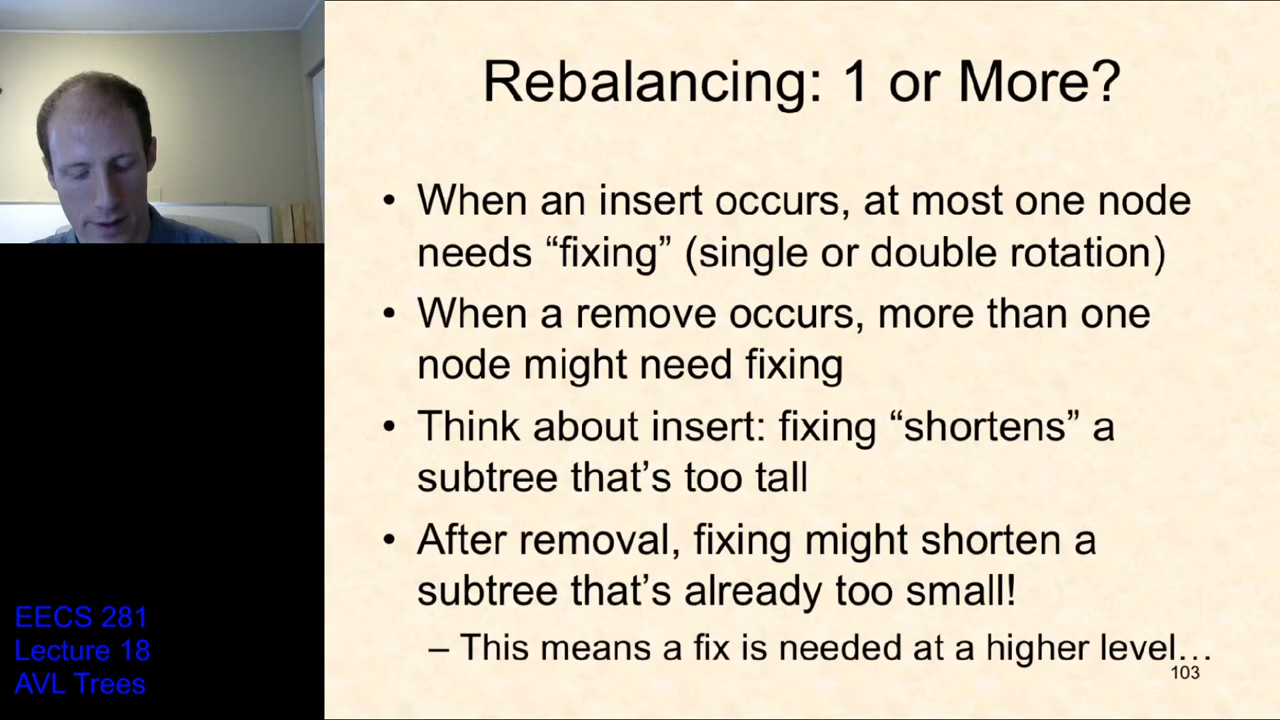 Rebalancing: 1 or More?
• When an insert occurs, at most one node
needs “fixing” (single or double rotation)
• When a remove occurs, more than one
node might need fixing
• Think about insert: fixing “shortens” a
subtree that’s too tall
• After removal, fixing might shorten a
subtree that’s already too small!
– This means a fix is needed at a higher level…
103
EECS 281
Lecture 18
AVL Trees